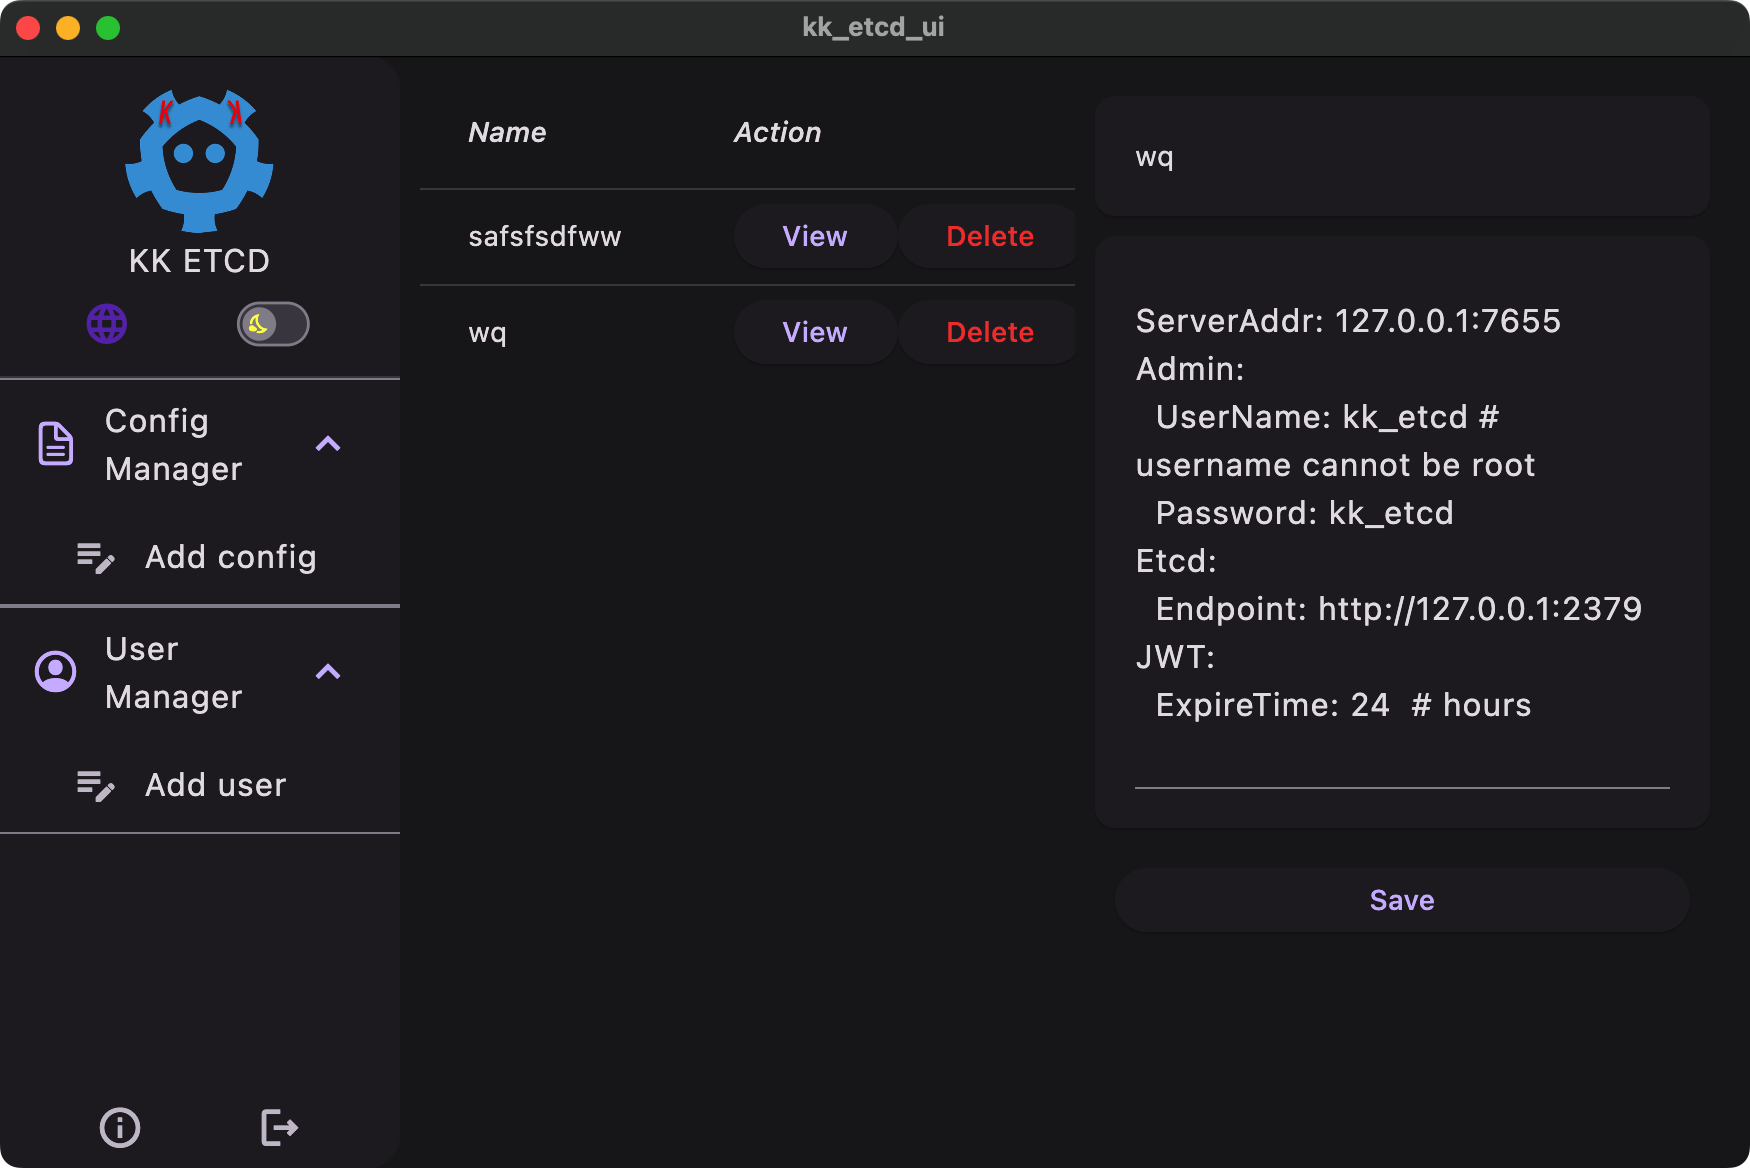 kk_etcd_ui
K K
KK ETCD
Config
Manager
Add config
User
Manager
Add user
Name Action
safsfsdfww View Delete
wq View Delete
wq
ServerAddr: 127.0.0.1:7655
Admin:
  UserName: kk_etcd #
username cannot be root
  Password: kk_etcd
Etcd:
  Endpoint: http://127.0.0.1:2379
JWT:
  ExpireTime: 24  # hours
Save